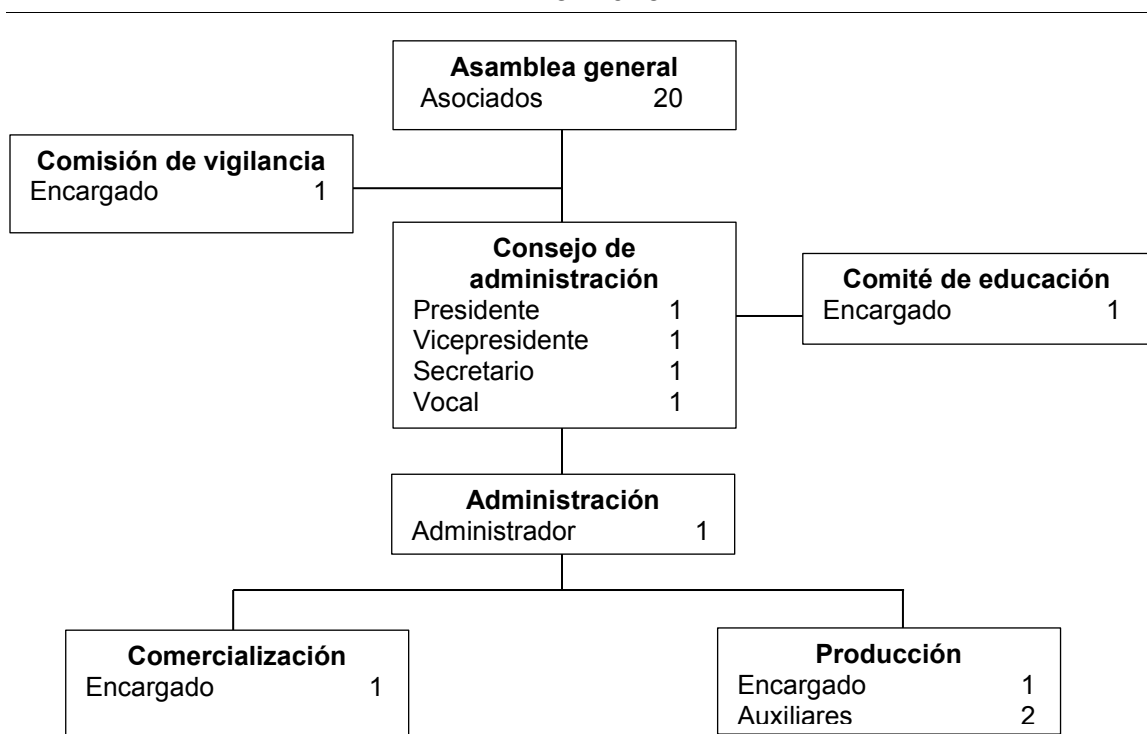 Asamblea general
Asociados 20
Comisión de vigilancia
Encargado 1
Consejo de
administración
Presidente 1
Vicepresidente 1
Secretario 1
Vocal 1
Comité de educación
Encargado 1
Administración
Administrador 1
Comercialización
Encargado 1
Producción
Encargado 1
Auxiliares 2